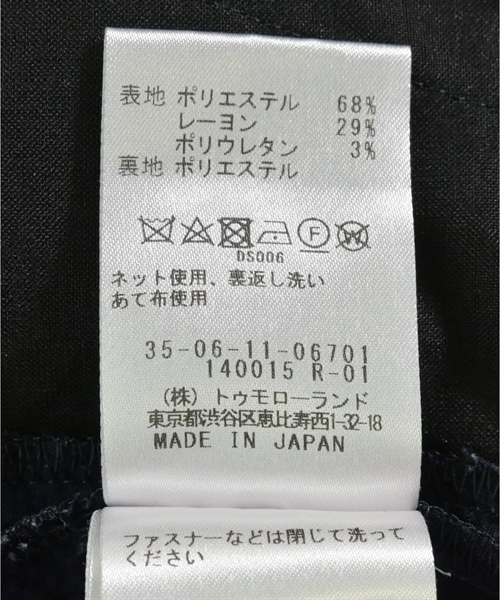 表地 ポリエステル 68%
レーヨン 29%
ポリウレタン 3%
裏地 ポリエステル
F W
DS006
ネット使用、裏返し洗い
あて布使用
35-06-11-06701
140015 R-01
(株) トゥモローランド
東京都渋谷区恵比寿西1-32-18
MADE IN JAPAN
ファスナーなどは閉じて洗って
ください